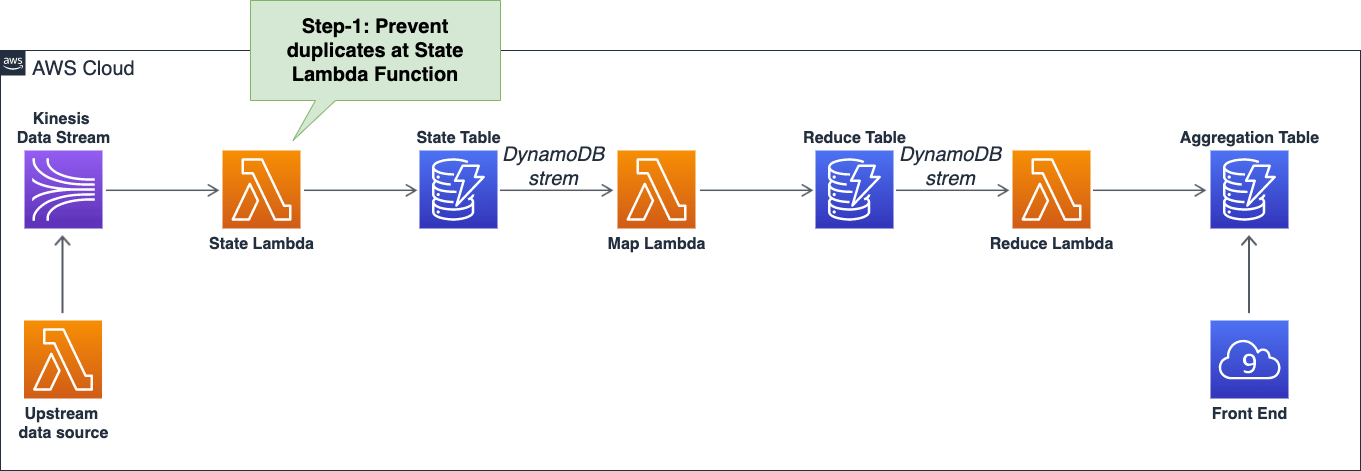 Step-1: Prevent
duplicates at State
Lambda Function
aws
AWS Cloud
Kinesis
Data Stream
State Table
DynamoDB
strem
Reduce Table
DynamoDB
strem
Aggregation Table
State Lambda
Map Lambda
Reduce Lambda
9
Upstream
data source
Front End